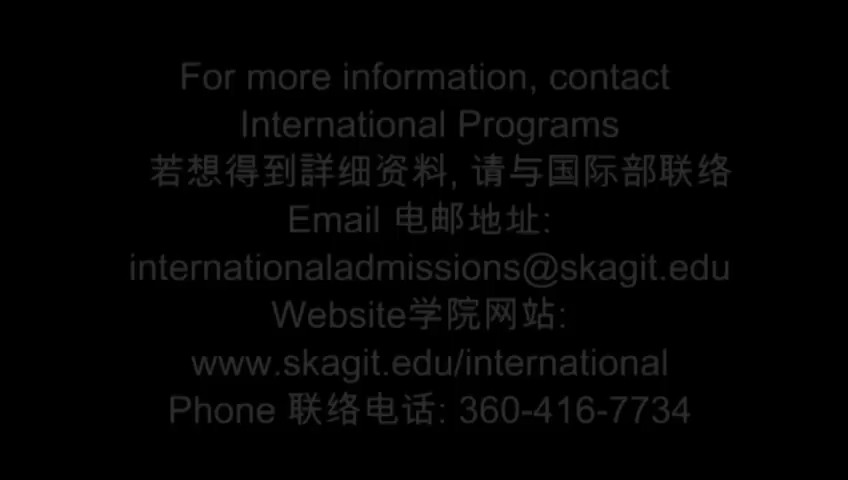 For more information, contact
International Programs
若想得到詳细资料, 请与国际部联络
Email 电邮地址:
internationaladmissions@skagit.edu
Website学院网站:
www.skagit.edu/international
Phone 联络电话: 360-416-7734